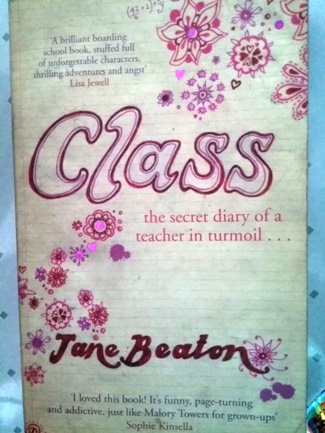 'A brilliant boarding
school book, stuffed full
of unforgettable characters,
thrilling adventures and angst'
Lisa Jewell
Class
the secret diary of a
teacher in turmoil . . .
Jane Beaton
'I loved this book! It's funny, page-turning
and addictive, just like Malory Towers for grown-ups'
Sophie Kinsella